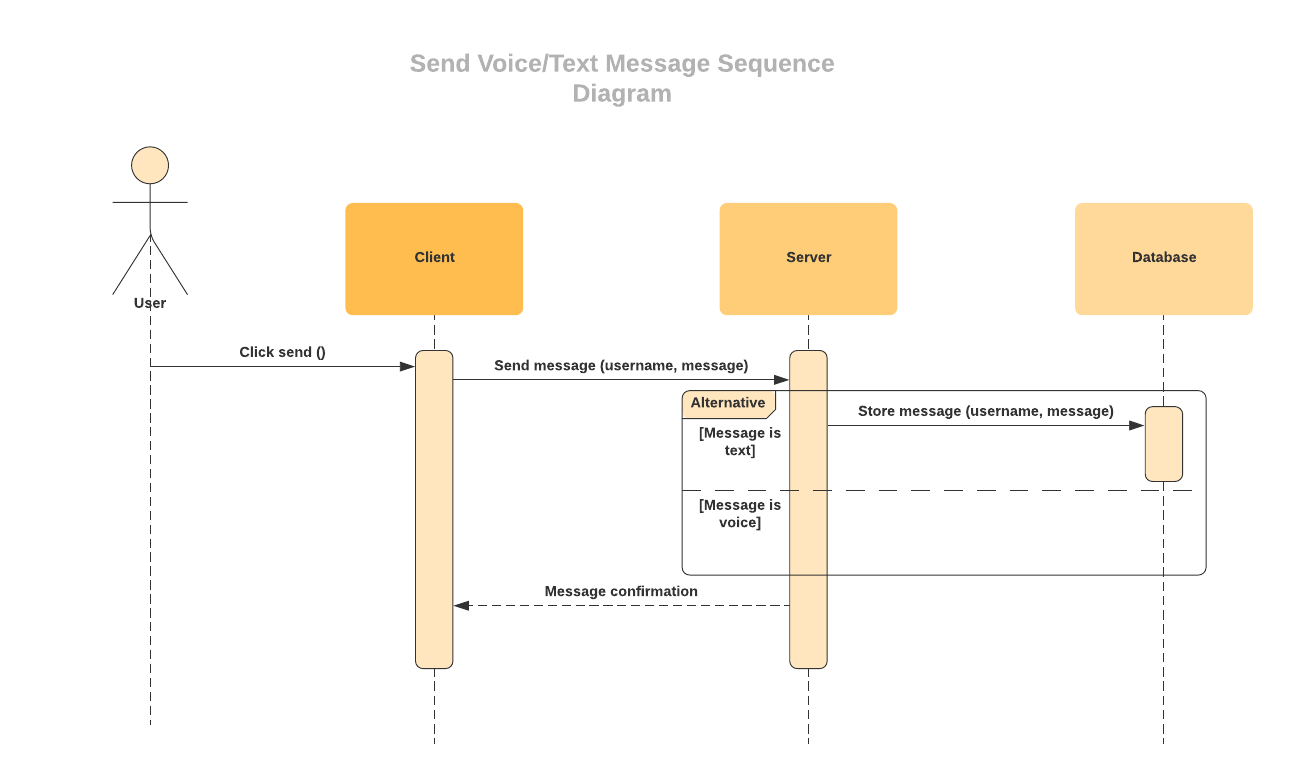 Send Voice/Text Message Sequence
Diagram
User
Client
Server
Database
Click send ()
Send message (username, message)
Alternative
Store message (username, message)
[Message is
text]
[Message is
voice]
Message confirmation